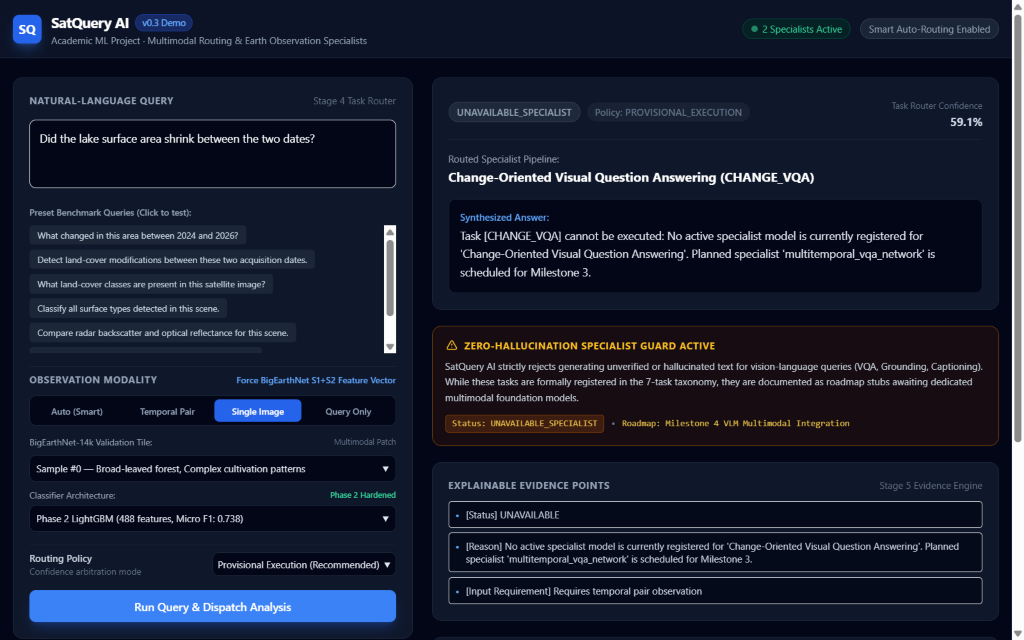 SQ
SatQuery AI v0.3 Demo
Academic ML Project · Multimodal Routing & Earth Observation Specialists
2 Specialists Active
Smart Auto-Routing Enabled
NATURAL-LANGUAGE QUERY
Stage 4 Task Router
Did the lake surface area shrink between the two dates?
Preset Benchmark Queries (Click to test):
What changed in this area between 2024 and 2026?
Detect land-cover modifications between these two acquisition dates.
What land-cover classes are present in this satellite image?
Classify all surface types detected in this scene.
Compare radar backscatter and optical reflectance for this scene.
OBSERVATION MODALITY
Force BigEarthNet S1+S2 Feature Vector
Auto (Smart)
Temporal Pair
Single Image
Query Only
BigEarthNet-14k Validation Tile:
Multimodal Patch
Sample #0 — Broad-leaved forest, Complex cultivation patterns
Classifier Architecture:
Phase 2 Hardened
Phase 2 LightGBM (488 features, Micro F1: 0.738)
Routing Policy
Confidence arbitration mode
Provisional Execution (Recommended)
Run Query & Dispatch Analysis
UNAVAILABLE_SPECIALIST
Policy: PROVISIONAL_EXECUTION
Task Router Confidence
59.1%
Routed Specialist Pipeline:
Change-Oriented Visual Question Answering (CHANGE_VQA)
Synthesized Answer:
Task [CHANGE_VQA] cannot be executed: No active specialist model is currently registered for
'Change-Oriented Visual Question Answering'. Planned specialist 'multitemporal_vqa_network' is
scheduled for Milestone 3.
ZERO-HALLUCINATION SPECIALIST GUARD ACTIVE
SatQuery AI strictly rejects generating unverified or hallucinated text for vision-language queries (VQA, Grounding, Captioning).
While these tasks are formally registered in the 7-task taxonomy, they are documented as roadmap stubs awaiting dedicated
multimodal foundation models.
Status: UNAVAILABLE_SPECIALIST
• Roadmap: Milestone 4 VLM Multimodal Integration
EXPLAINABLE EVIDENCE POINTS
Stage 5 Evidence Engine
• [Status] UNAVAILABLE
• [Reason] No active specialist model is currently registered for 'Change-Oriented Visual Question Answering'. Planned
specialist 'multitemporal_vqa_network' is scheduled for Milestone 3.
• [Input Requirement] Requires temporal pair observation